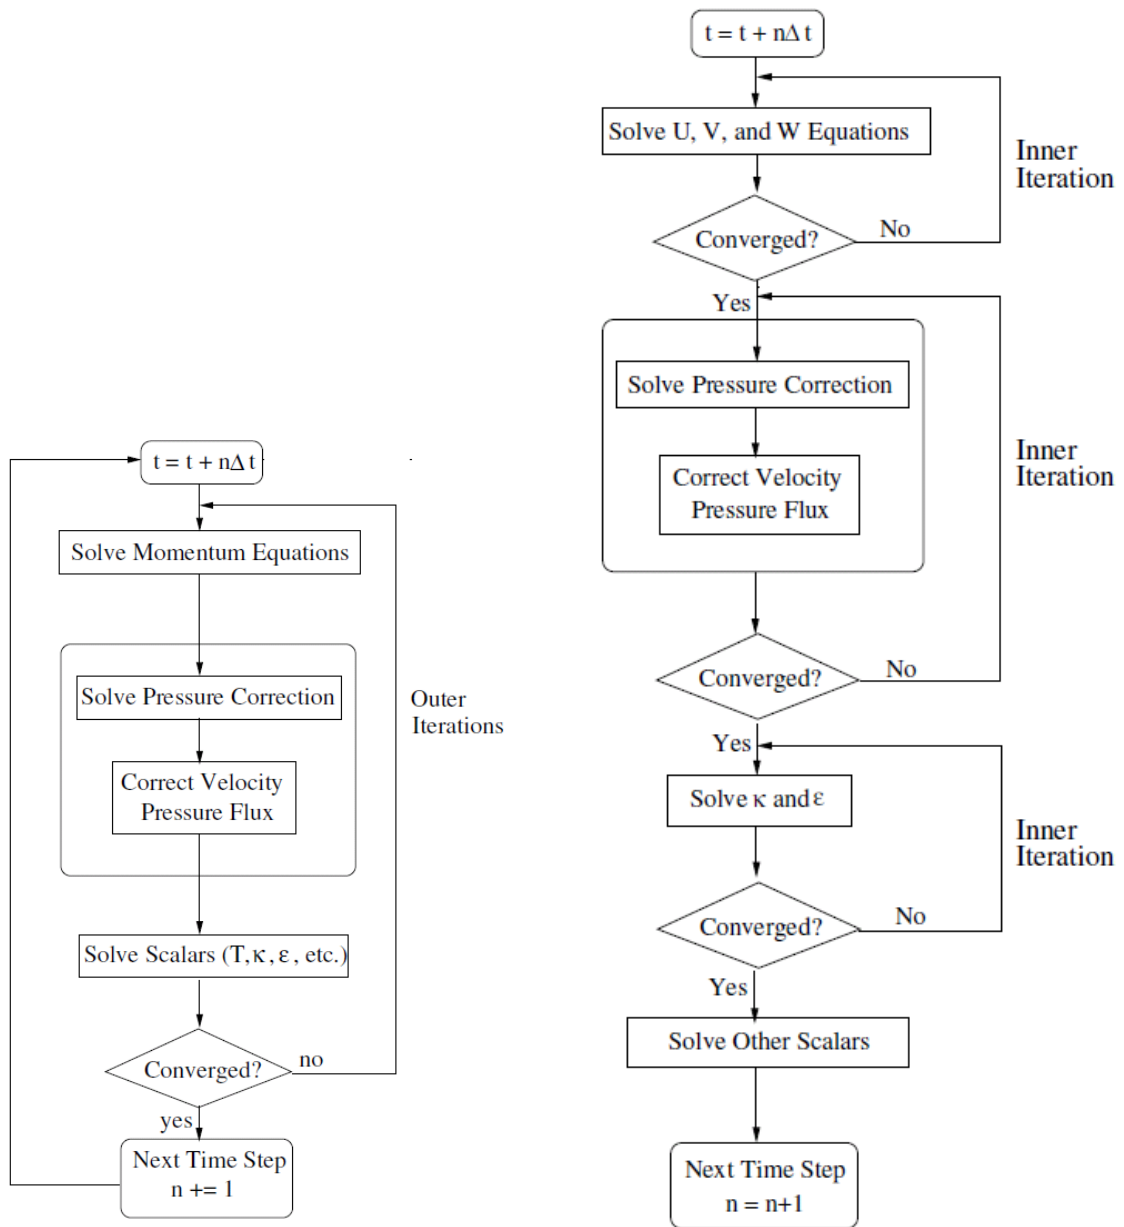 t = t + nΔ t
Solve Momentum Equations
Solve Pressure Correction
Correct Velocity
Pressure Flux
Outer
Iterations
Solve Scalars (T, κ, ε, etc.)
Converged?
no
yes
Next Time Step
n += 1
t = t + nΔ t
Solve U, V, and W Equations
Inner
Iteration
Converged?
No
Yes
Solve Pressure Correction
Correct Velocity
Pressure Flux
Inner
Iteration
Converged?
No
Yes
Solve κ and ε
Inner
Iteration
Converged?
No
Yes
Solve Other Scalars
Next Time Step
n = n+1